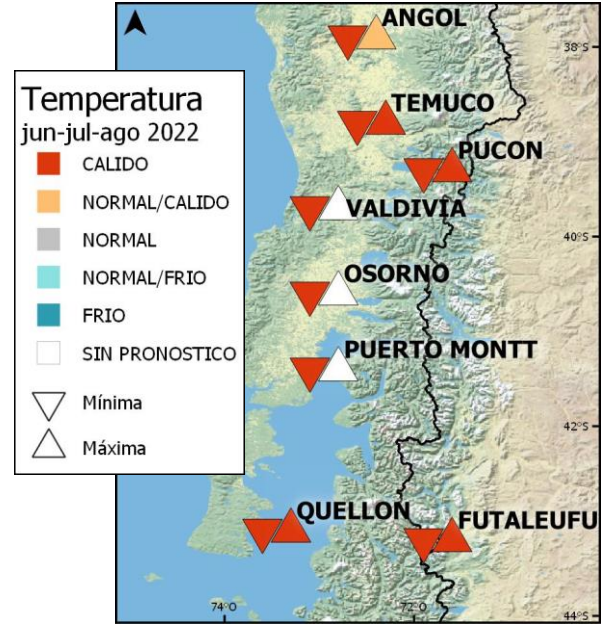 ANGOL
38°S
Temperatura
jun-jul-ago 2022
CALIDO
NORMAL/CALIDO
NORMAL
NORMAL/FRIO
FRIO
SIN PRONOSTICO
Mínima
Máxima
TEMUCO
PUCON
VALDIVIA
40°S
OSORNO
PUERTO MONTT
42°S
QUELLON
FUTALEUFU
74°O
72°O
44°S